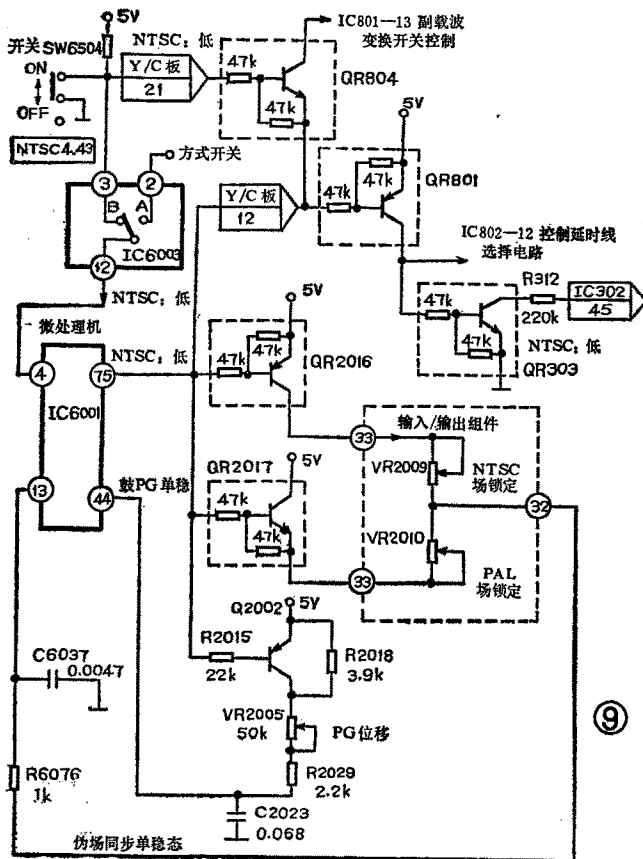 5V
IC801—13 副载波
变换开关控制
开关 SW6504
NTSC：低
ON
OFF
Y/C 板
21
47k
47k
QR804
5V
NTSC4.43
方式开关
3
2
B
A
IC6003
12
Y/C 板
12
47k
47k
QR801
IC802—12 控制延时线
选择电路
NTSC：低
微处理机
R312
220k
IC302
45
47k
47k
NTSC：低
QR303
5V
NTSC：低
4
75
IC6001
47k
47k
QR2016
13
44
鼓PG单稳
33
输入/输出组件
VR2009
NTSC
场锁定
32
QR2017
5V
47k
47k
VR2010
33
PAL
场锁定
Q2002
5V
R2015
22k
R2018
3.9k
C6037
0.0047
VR2005
50k
PG位移
⑨
R6076
1k
R2029
2.2k
C2023
0.068
伪场同步单稳态